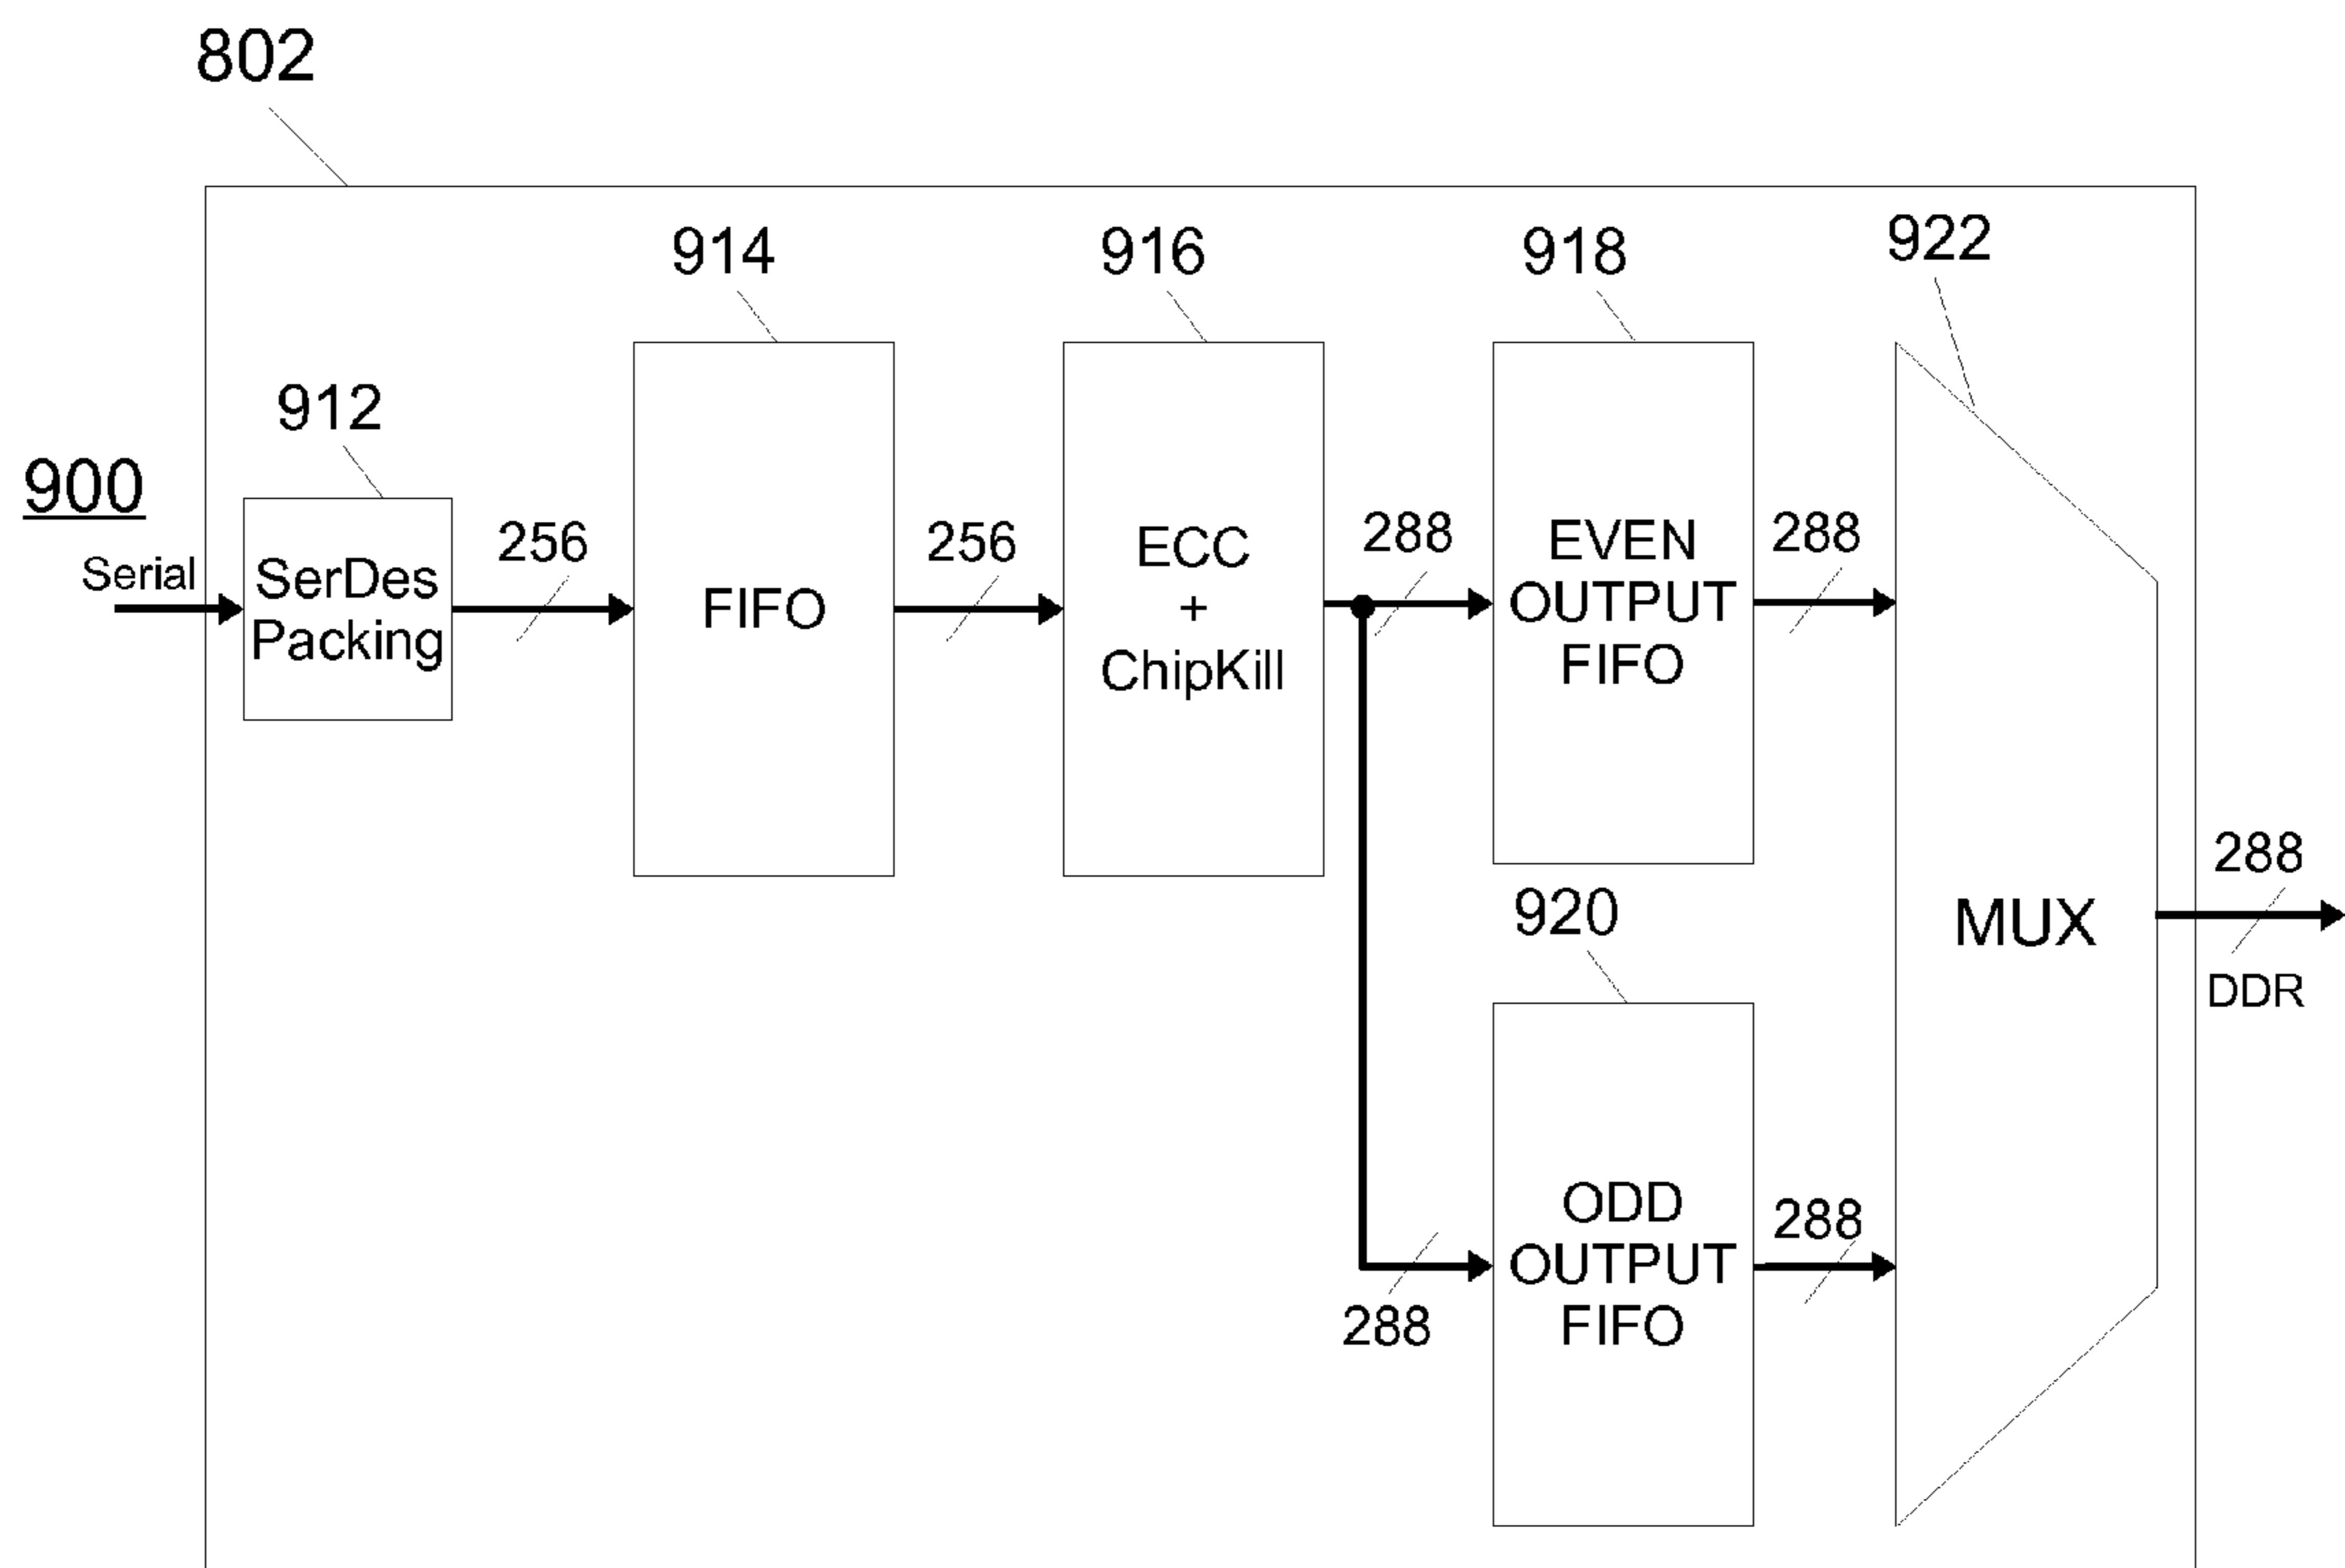 802
914
916
918
922
912
900
Serial
SerDes
Packing
256
FIFO
256
ECC
+
ChipKill
288
EVEN
OUTPUT
FIFO
288
288
DDR
MUX
920
288
ODD
OUTPUT
FIFO
288